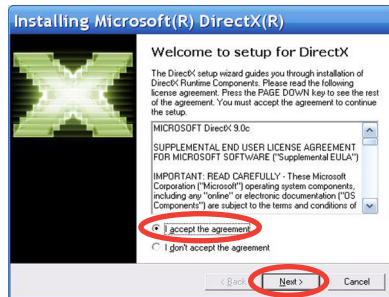 Installing Microsoft(R) DirectX(R)
Welcome to setup for DirectX
The DirectX setup wizard guides you through installation of
DirectX Runtime Components. Please read the following
license agreement. Press the PAGE DOWN key to see the rest
of the agreement. You must accept the agreement to continue
the setup.
MICROSOFT DirectX 9.0c
SUPPLEMENTAL END USER LICENSE AGREEMENT
FOR MICROSOFT SOFTWARE ("Supplemental EULA")
IMPORTANT: READ CAREFULLY - These Microsoft
Corporation ("Microsoft") operating system components,
including any "online" or electronic documentation ("OS
Components") are subject to the terms and conditions of
I accept the agreement
I don't accept the agreement
< Back
Next >
Cancel